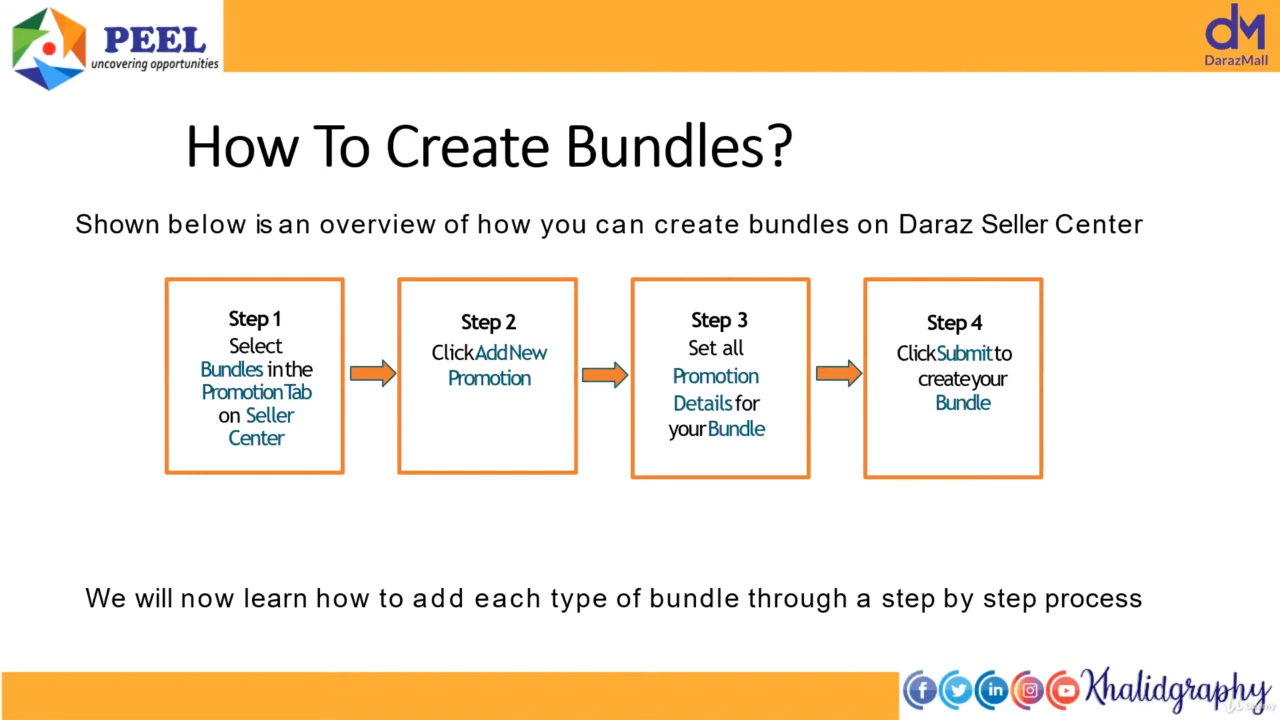 PEEL
uncovering opportunities
dM
DarazMall
How To Create Bundles?
Shown below is an overview of how you can create bundles on Daraz Seller Center
Step 1
Select
Bundles in the
Promotion Tab
on Seller
Center
Step 2
Click Add New
Promotion
Step 3
Set all
Promotion
Details for
your Bundle
Step 4
Click Submit to
create your
Bundle
We will now learn how to add each type of bundle through a step by step process
Khalidgraphy
Udemy